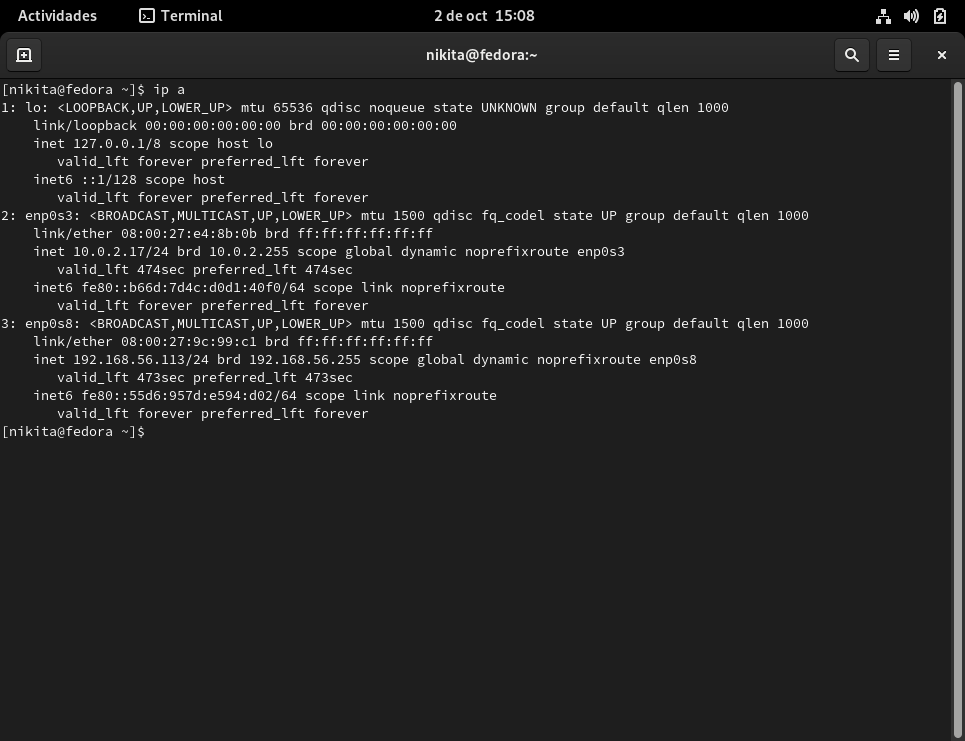 Actividades Terminal 2 de oct 15:08
nikita@fedora:~
[nikita@fedora ~]$ ip a
1: lo: <LOOPBACK,UP,LOWER_UP> mtu 65536 qdisc noqueue state UNKNOWN group default qlen 1000
    link/loopback 00:00:00:00:00:00 brd 00:00:00:00:00:00
    inet 127.0.0.1/8 scope host lo
       valid_lft forever preferred_lft forever
    inet6 ::1/128 scope host
       valid_lft forever preferred_lft forever
2: enp0s3: <BROADCAST,MULTICAST,UP,LOWER_UP> mtu 1500 qdisc fq_codel state UP group default qlen 1000
    link/ether 08:00:27:e4:8b:0b brd ff:ff:ff:ff:ff:ff
    inet 10.0.2.17/24 brd 10.0.2.255 scope global dynamic noprefixroute enp0s3
       valid_lft 474sec preferred_lft 474sec
    inet6 fe80::b66d:7d4c:d0d1:40f0/64 scope link noprefixroute
       valid_lft forever preferred_lft forever
3: enp0s8: <BROADCAST,MULTICAST,UP,LOWER_UP> mtu 1500 qdisc fq_codel state UP group default qlen 1000
    link/ether 08:00:27:9c:99:c1 brd ff:ff:ff:ff:ff:ff
    inet 192.168.56.113/24 brd 192.168.56.255 scope global dynamic noprefixroute enp0s8
       valid_lft 473sec preferred_lft 473sec
    inet6 fe80::55d6:957d:e594:d02/64 scope link noprefixroute
       valid_lft forever preferred_lft forever
[nikita@fedora ~]$